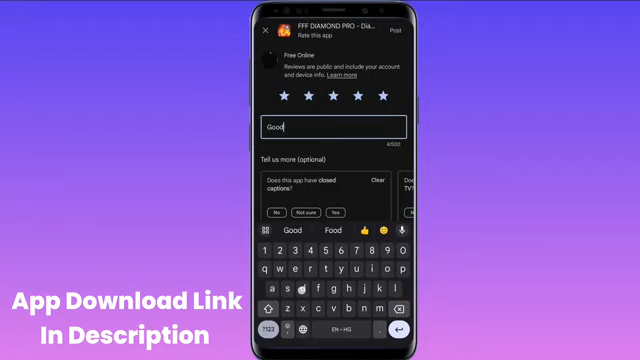 FFF DIAMOND PRO - Dia...
Rate this app
Post
Free Online
Reviews are public and include your account
and device info. Learn more
Good
4/500
Tell us more (optional)
Does this app have closed
captions?
Clear
Doe
TV?
No
Not sure
Yes
N
Good
Food
1 2 3 4 5 6 7 8 9 0
q w e r t y u i o p
a s d f g h j k l
z x c v b n m
?123
EN • HG
.
App Download Link
In Description